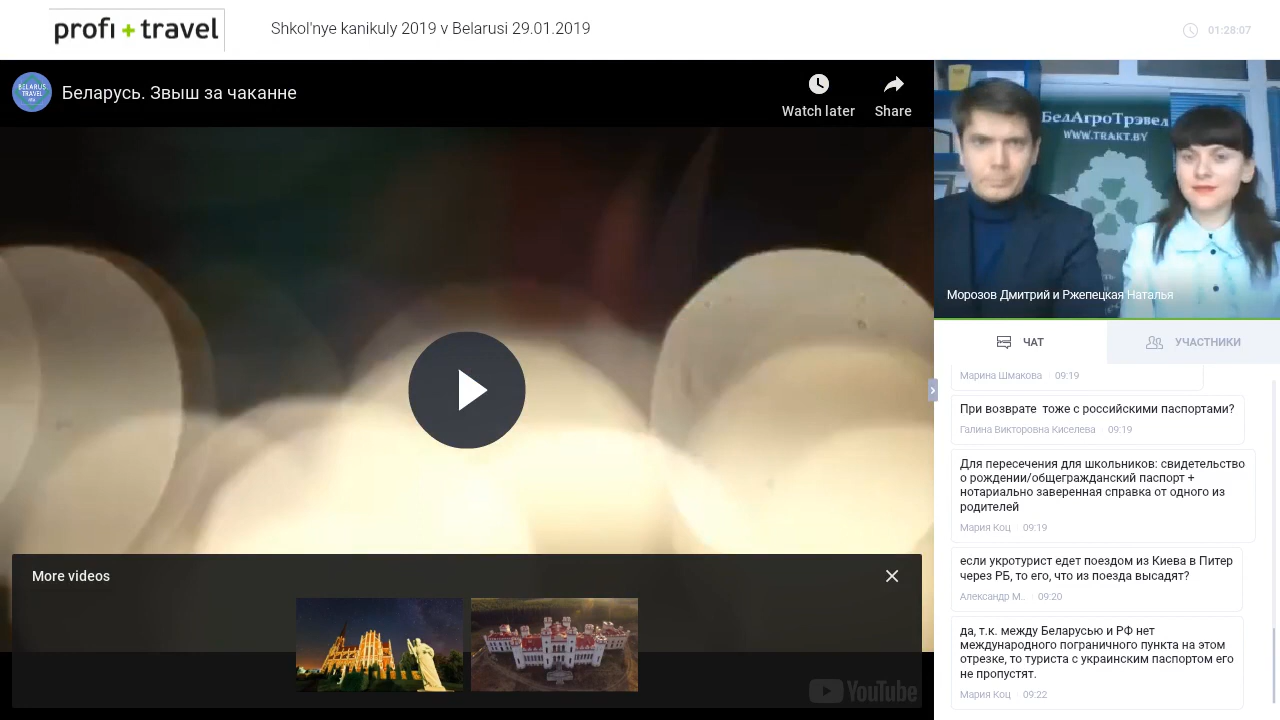 profi + travel
Shkol'nye kanikuly 2019 v Belarusi 29.01.2019
01:28:07
BELARUS
TRAVEL
Беларусь. Звыш за чаканне
Watch later
Share
БелАгроТрэвел
WWW.TRAKT.BY
Морозов Дмитрий и Ржепецкая Наталья
ЧАТ
УЧАСТНИКИ
Марина Шмакова 09:19
При возврате тоже с российскими паспортами?
Галина Викторовна Киселева 09:19
Для пересечения для школьников: свидетельство
о рождении/общегражданский паспорт +
нотариально заверенная справка от одного из
родителей
Мария Коц 09:19
если укротурист едет поездом из Киева в Питер
через РБ, то его, что из поезда высадят?
Александр М.. 09:20
да, т.к. между Беларусью и РФ нет
международного пограничного пункта на этом
отрезке, то туриста с украинским паспортом его
не пропустят.
Мария Коц 09:22
More videos
YouTube